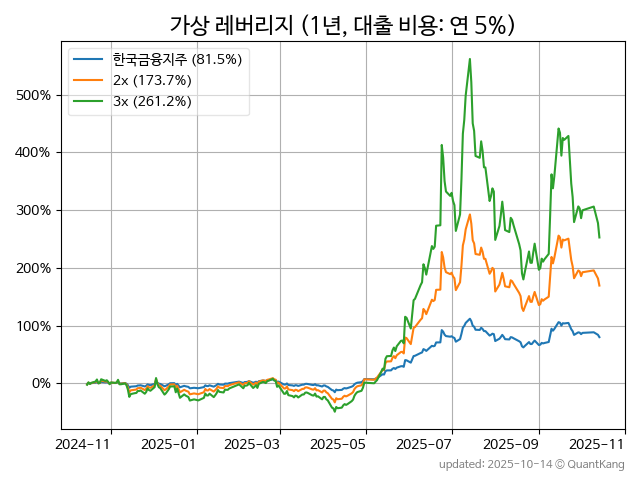 가상 레버리지 (1년, 대출 비용: 연 5%)
한국금융지주 (81.5%)
2x (173.7%)
3x (261.2%)
500%
400%
300%
200%
100%
0%
2024-11 2025-01 2025-03 2025-05 2025-07 2025-09 2025-11
updated: 2025-10-14 © QuantKang